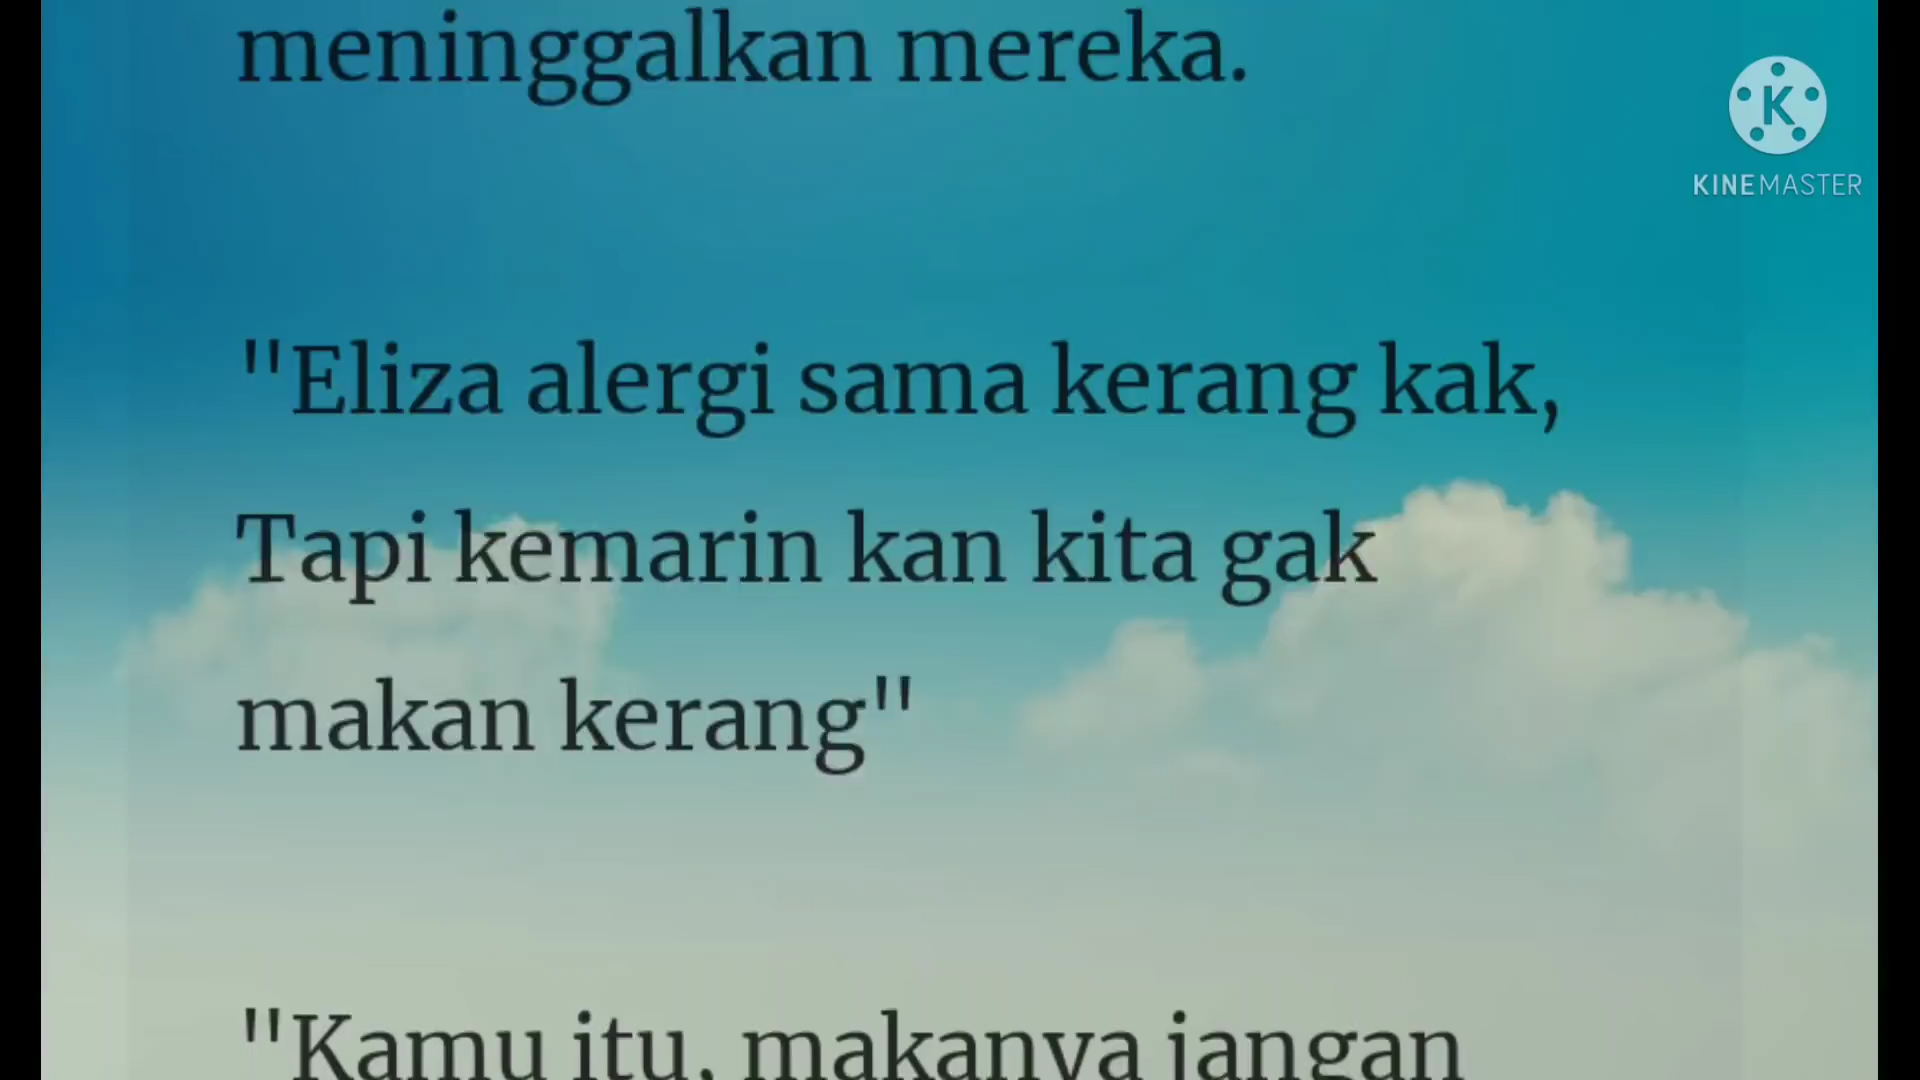 meninggalkan mereka.
KINEMASTER
"Eliza alergi sama kerang kak,
Tapi kemarin kan kita gak
makan kerang"
"Kamu itu, makanya jangan